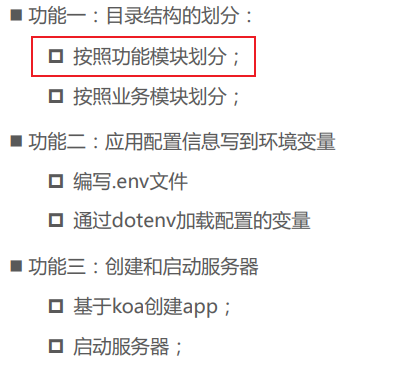 功能一：目录结构的划分：
按照功能模块划分；
按照业务模块划分；
功能二：应用配置信息写到环境变量
编写.env文件
通过dotenv加载配置的变量
功能三：创建和启动服务器
基于koa创建app；
启动服务器；